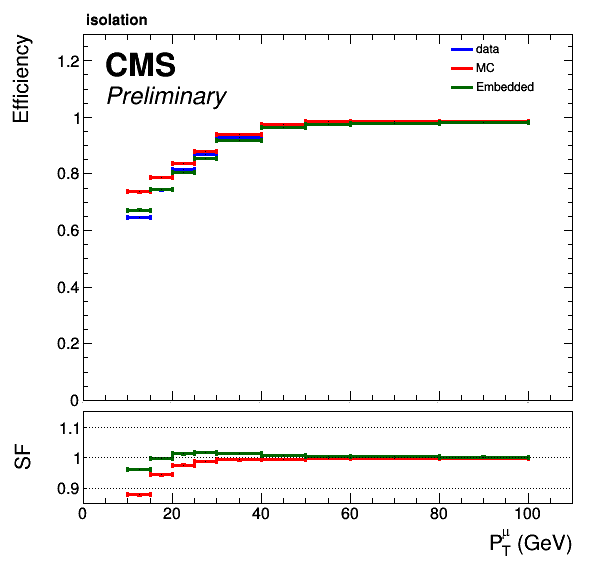 isolation
CMS
Preliminary
data
MC
Embedded
Efficiency
1.2
1
0.8
0.6
0.4
0.2
0
SF
1.1
1
0.9
0 20 40 60 80 100
P_T^μ (GeV)